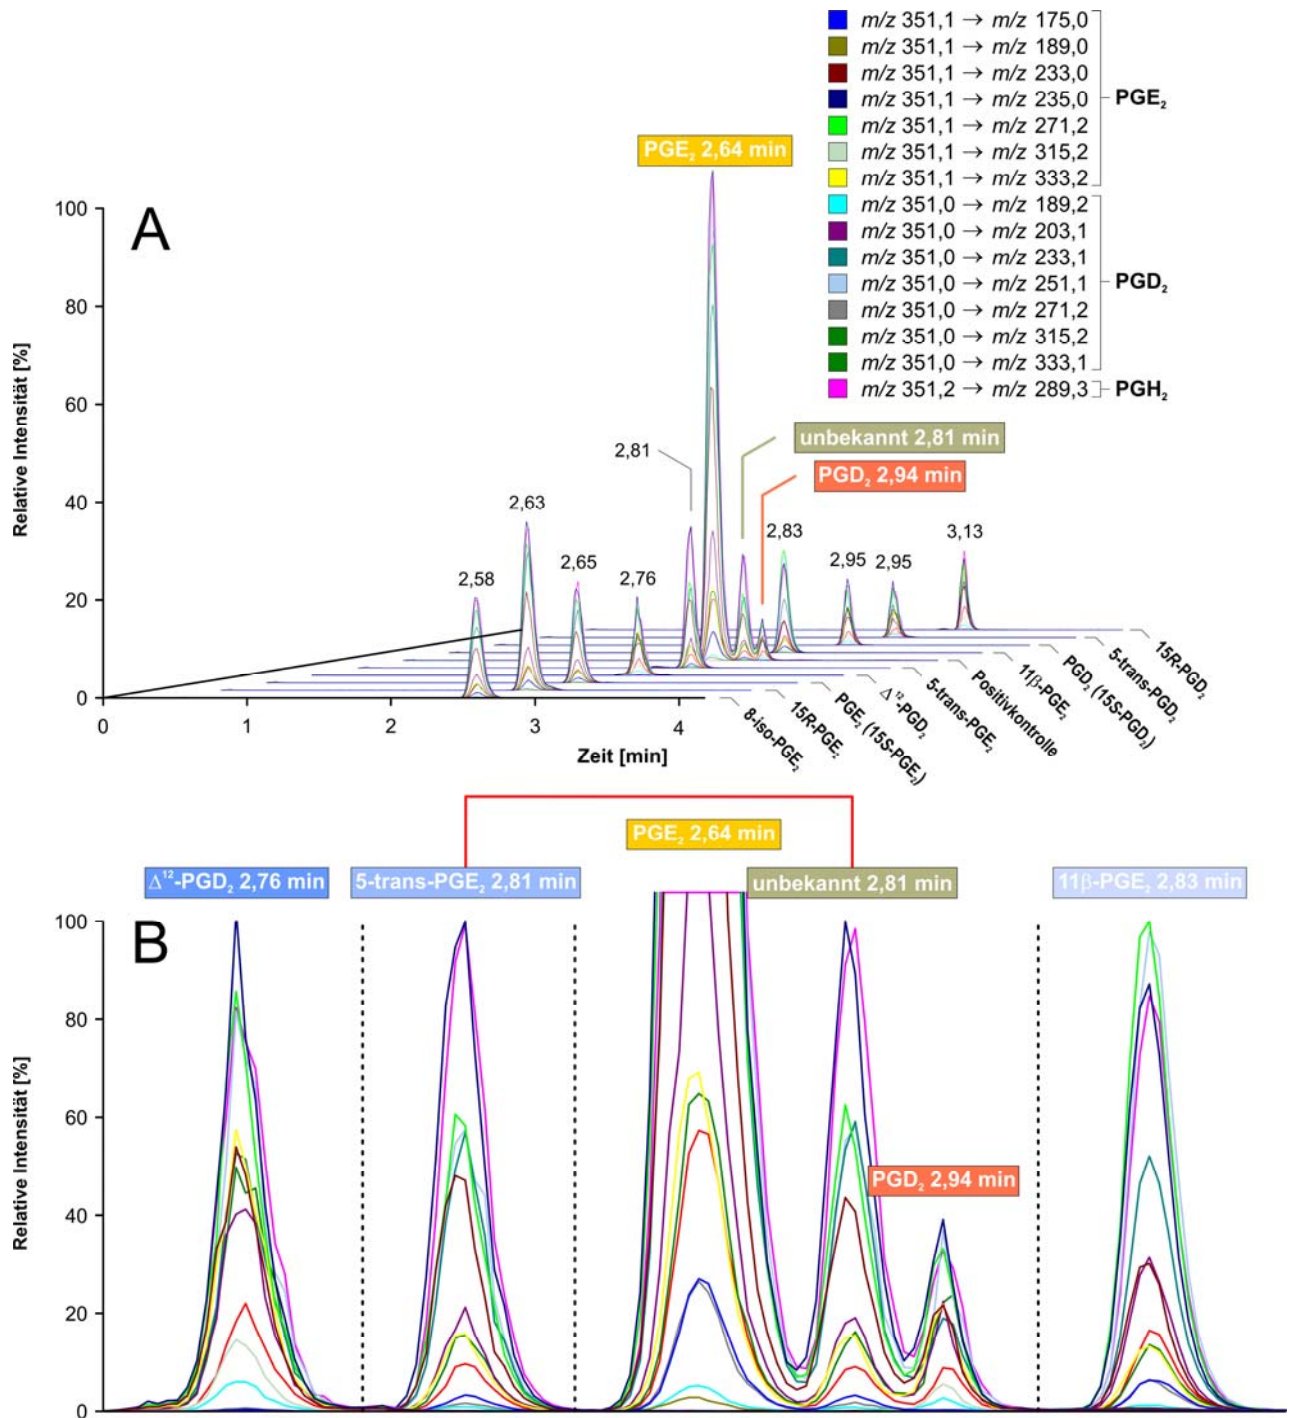 m/z 351,1 → m/z 175,0
m/z 351,1 → m/z 189,0
m/z 351,1 → m/z 233,0
m/z 351,1 → m/z 235,0
PGE₂
m/z 351,1 → m/z 271,2
m/z 351,1 → m/z 315,2
m/z 351,1 → m/z 333,2
m/z 351,0 → m/z 189,2
m/z 351,0 → m/z 203,1
m/z 351,0 → m/z 233,1
m/z 351,0 → m/z 251,1
PGD₂
m/z 351,0 → m/z 271,2
m/z 351,0 → m/z 315,2
m/z 351,0 → m/z 333,1
m/z 351,2 → m/z 289,3
PGH₂
PGE₂ 2,64 min
A
100
80
60
40
20
0
Relative Intensität [%]
unbekannt 2,81 min
PGD₂ 2,94 min
2,58
2,63
2,65
2,76
2,81
2,83
2,95
2,95
3,13
0
1
2
3
4
Zeit [min]
8-iso-PGE₂
15R-PGE₂
PGE₂ (15S-PGE₂)
Δ¹²-PGD₂
5-trans-PGE₂
Positivkontrolle
11β-PGE₂
PGD₂ (15S-PGD₂)
5-trans-PGD₂
15R-PGD₂
PGE₂ 2,64 min
Δ¹²-PGD₂ 2,76 min
5-trans-PGE₂ 2,81 min
unbekannt 2,81 min
11β-PGE₂ 2,83 min
B
100
80
60
40
20
0
Relative Intensität [%]
PGD₂ 2,94 min